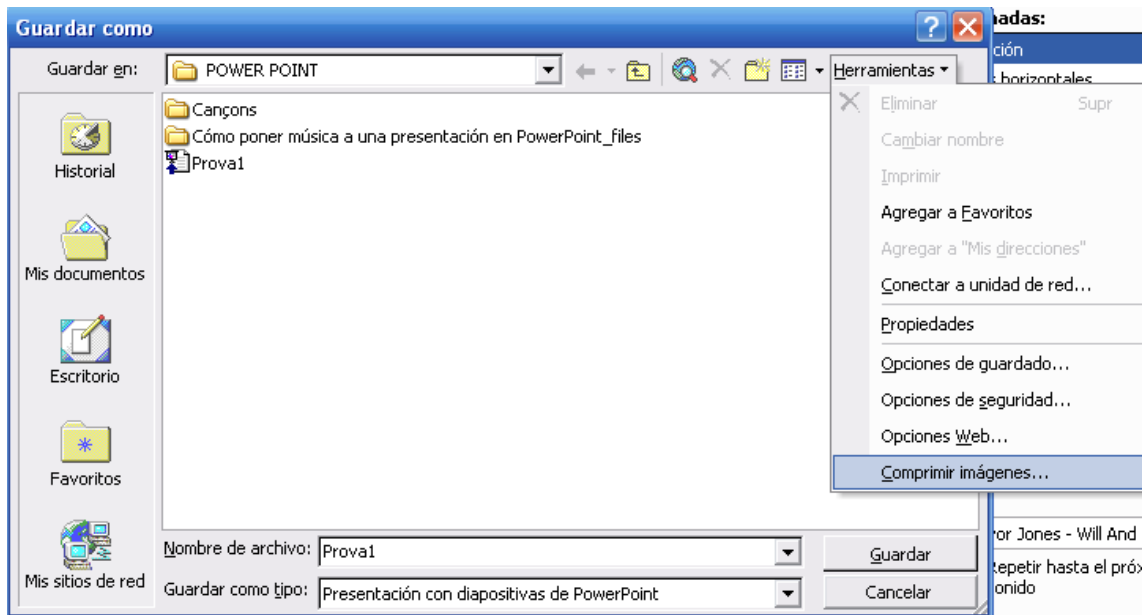 Guardar como
Guardar en:
POWER POINT
Herramientas
Historial
Mis documentos
Escritorio
Favoritos
Mis sitios de red
Cançons
Cómo poner música a una presentación en PowerPoint_files
Prova1
Eliminar Supr
Cambiar nombre
Imprimir
Agregar a Favoritos
Agregar a "Mis direcciones"
Conectar a unidad de red...
Propiedades
Opciones de guardado...
Opciones de seguridad...
Opciones Web...
Comprimir imágenes...
Nombre de archivo: Prova1
Guardar
Guardar como tipo: Presentación con diapositivas de PowerPoint
Cancelar
nadas:
ción
horizontales
or Jones - Will And
Repetir hasta el próx
onido